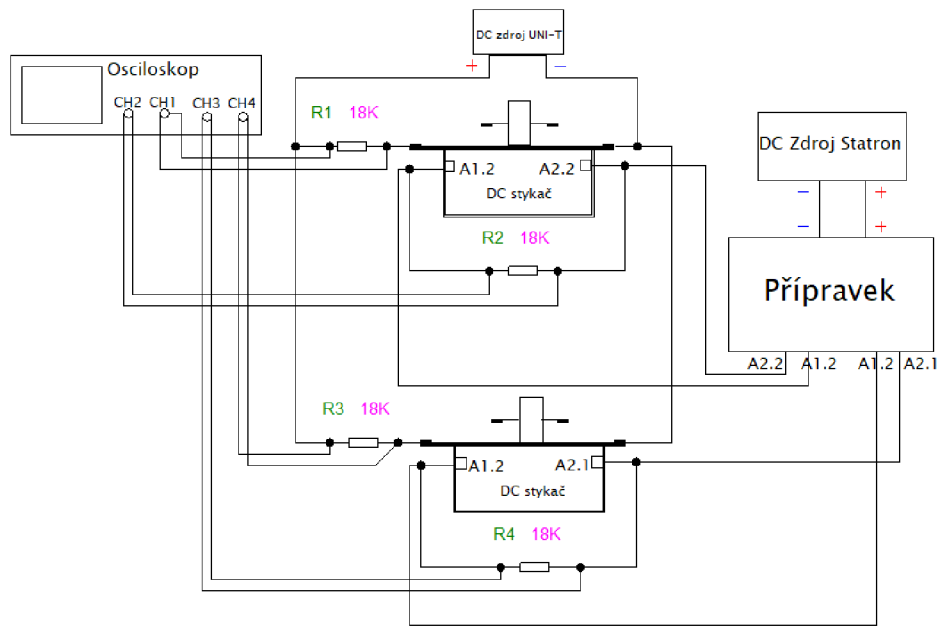 DC zdroj UNI-T
+ −
Osciloskop
CH2 CH1 CH3 CH4
R1 18K
DC Zdroj Statron
A1.2 A2.2
DC stykač
− +
− +
R2 18K
Přípravek
A2.2 A1.2 A1.2 A2.1
R3 18K
A1.2 A2.1
DC stykač
R4 18K